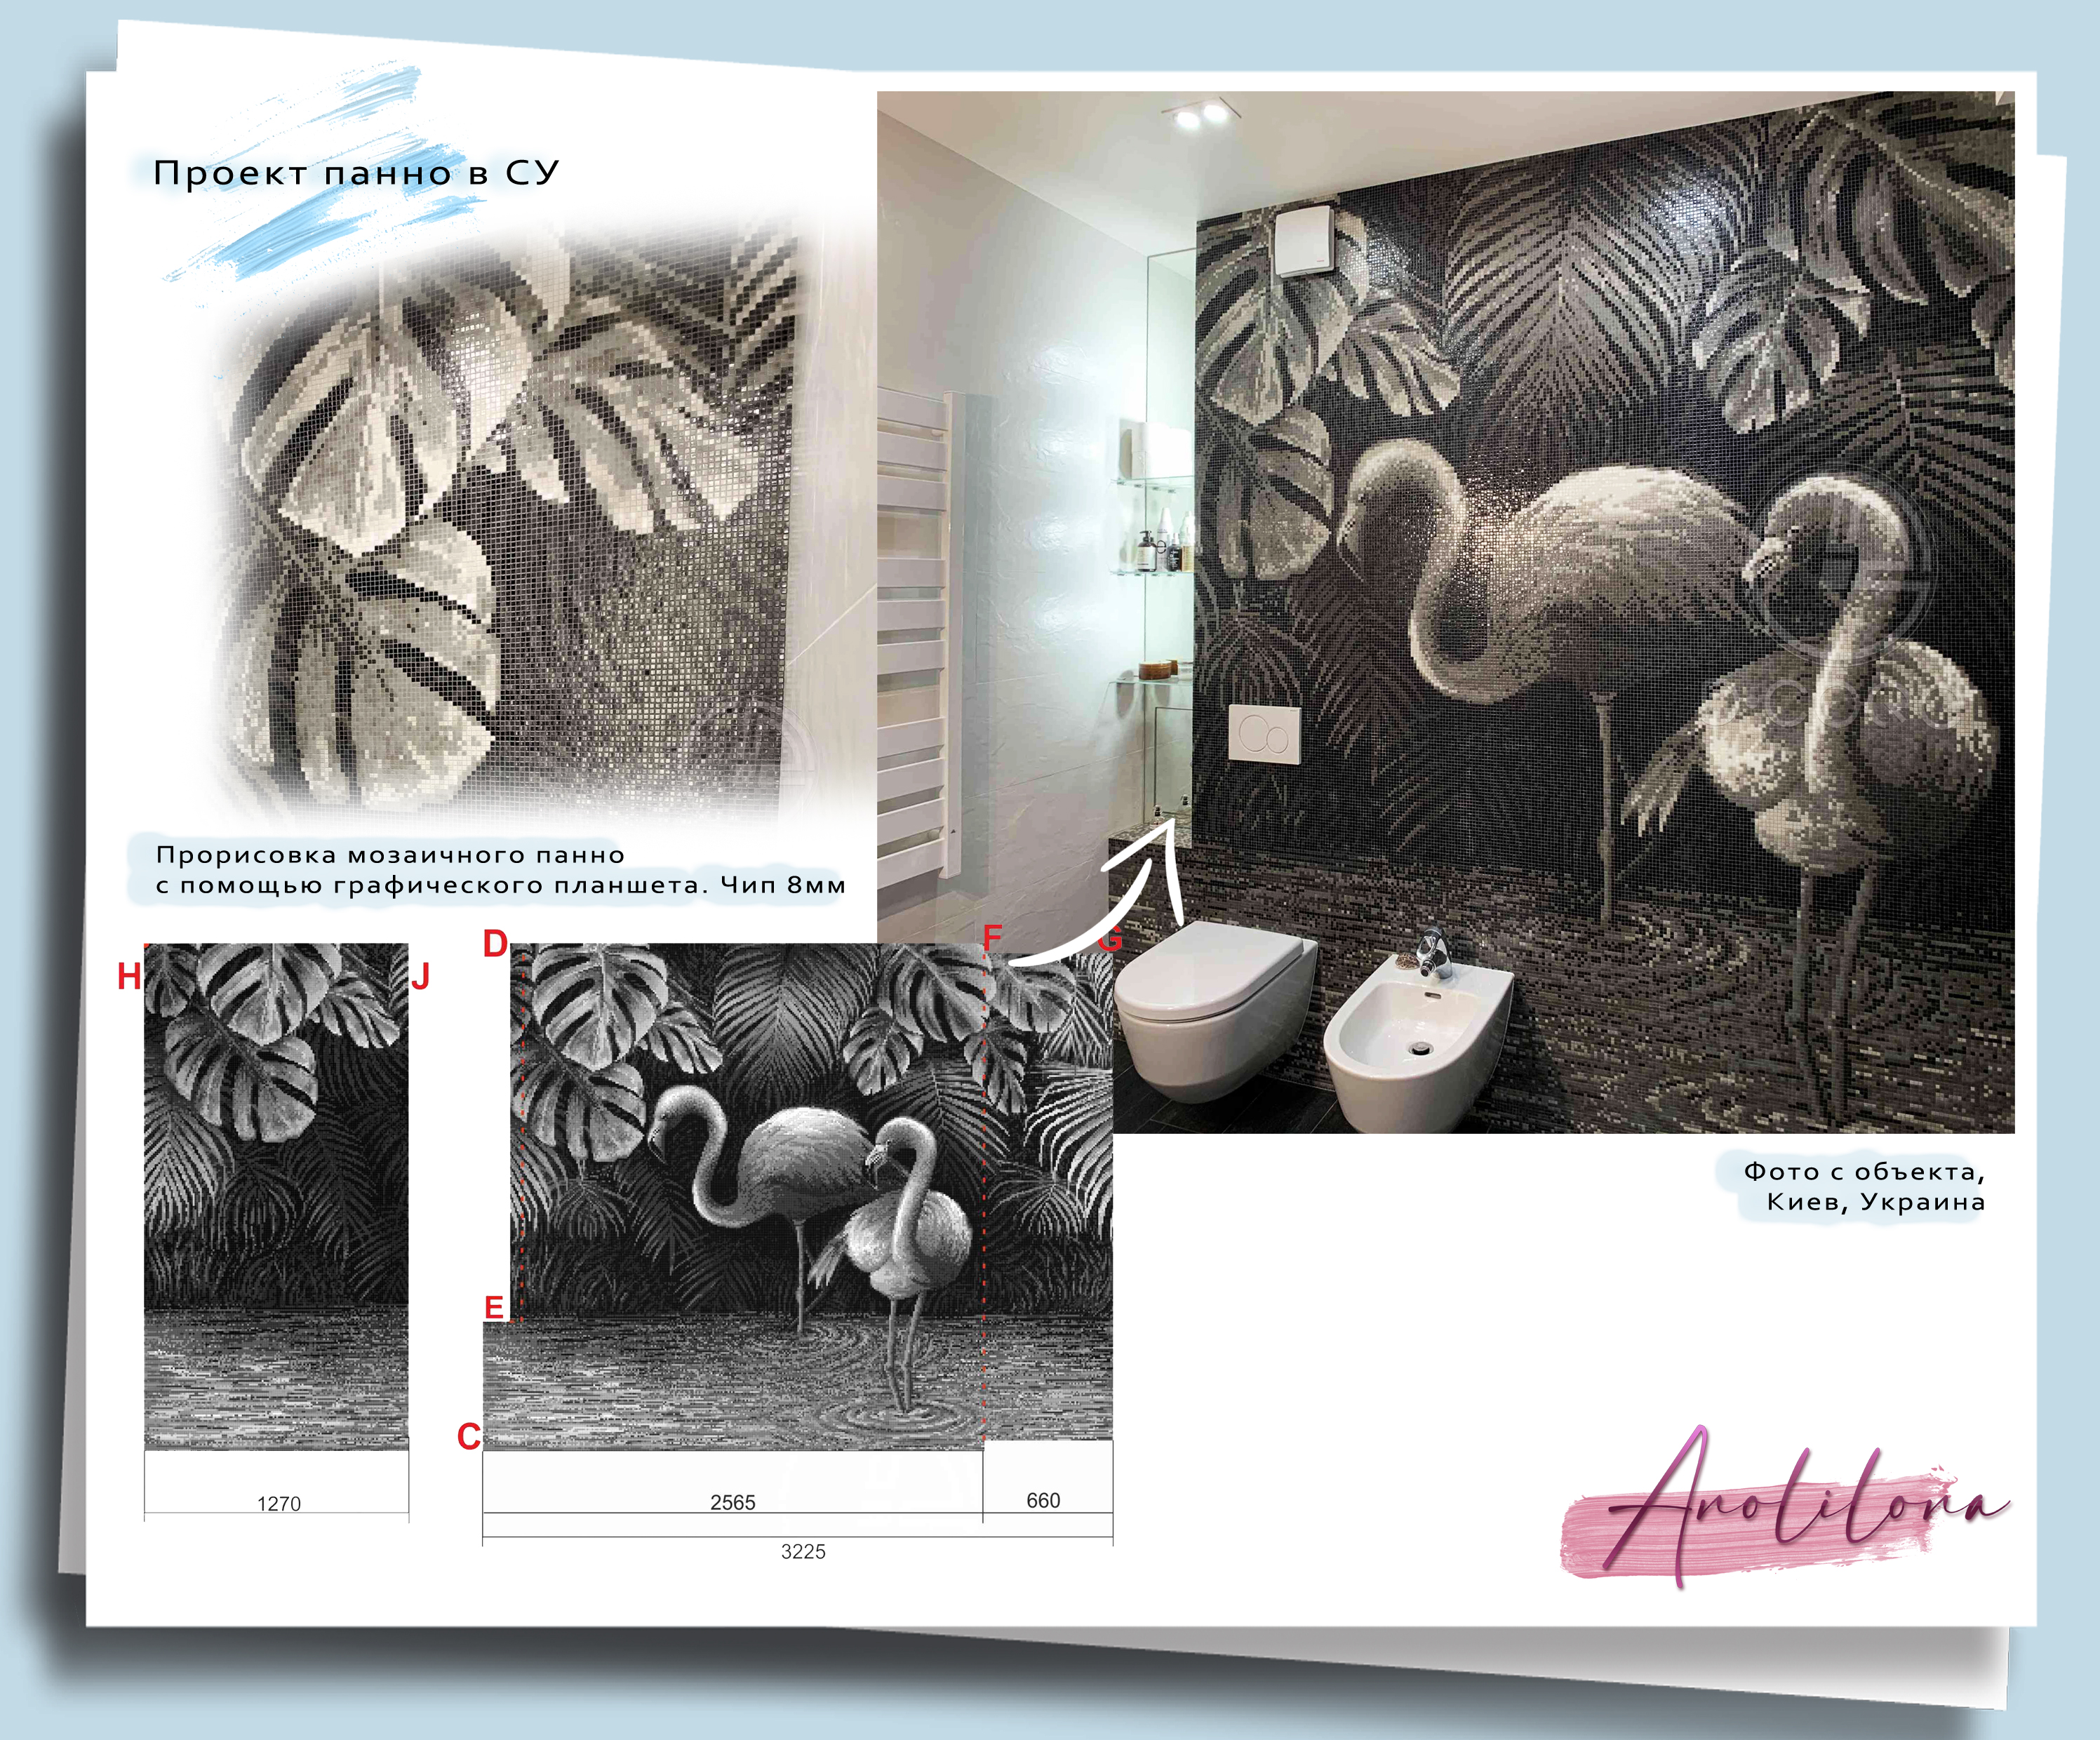 Проект панно в СУ
Прорисовка мозаичного панно
с помощью графического планшета. Чип 8мм
H
J
D
F
G
E
C
1270
2565
660
3225
Фото с объекта,
Киев, Украина
Anolilona